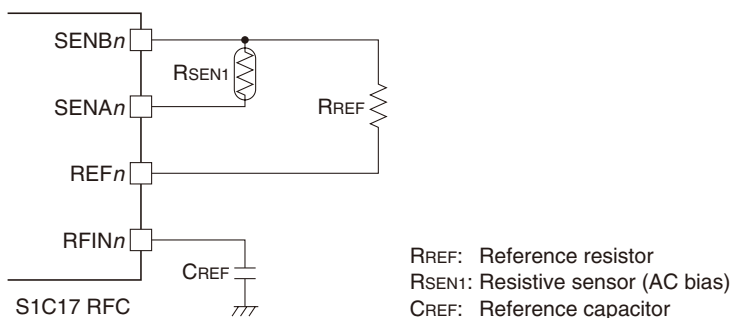 SENBn
RSEN1
SENAn
RREF
REFn
RFINn
CREF
S1C17 RFC
RREF: Reference resistor
RSEN1: Resistive sensor (AC bias)
CREF: Reference capacitor